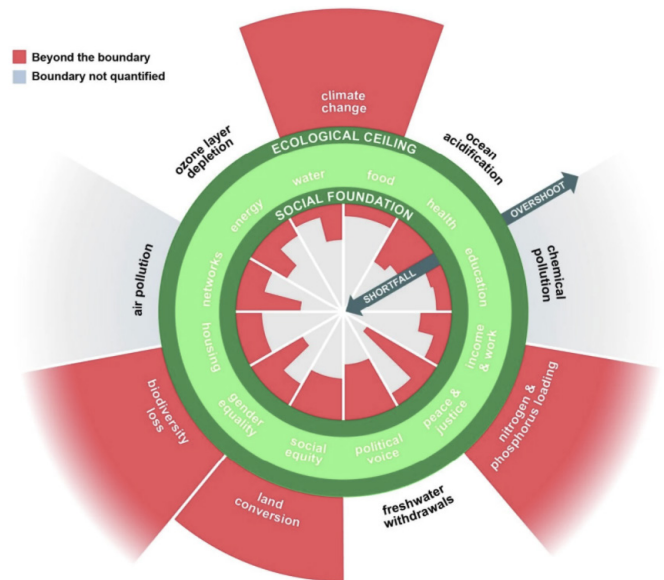 Beyond the boundary
Boundary not quantified
climate
change
ozone layer
depletion
ocean
acidification
ECOLOGICAL CEILING
water
food
energy
health
SOCIAL FOUNDATION
OVERSHOOT
networks
education
SHORTFALL
air pollution
chemical
pollution
housing
income
& work
gender
equality
peace &
justice
social
equity
political
voice
biodiversity
loss
nitrogen &
phosphorus loading
land
conversion
freshwater
withdrawals